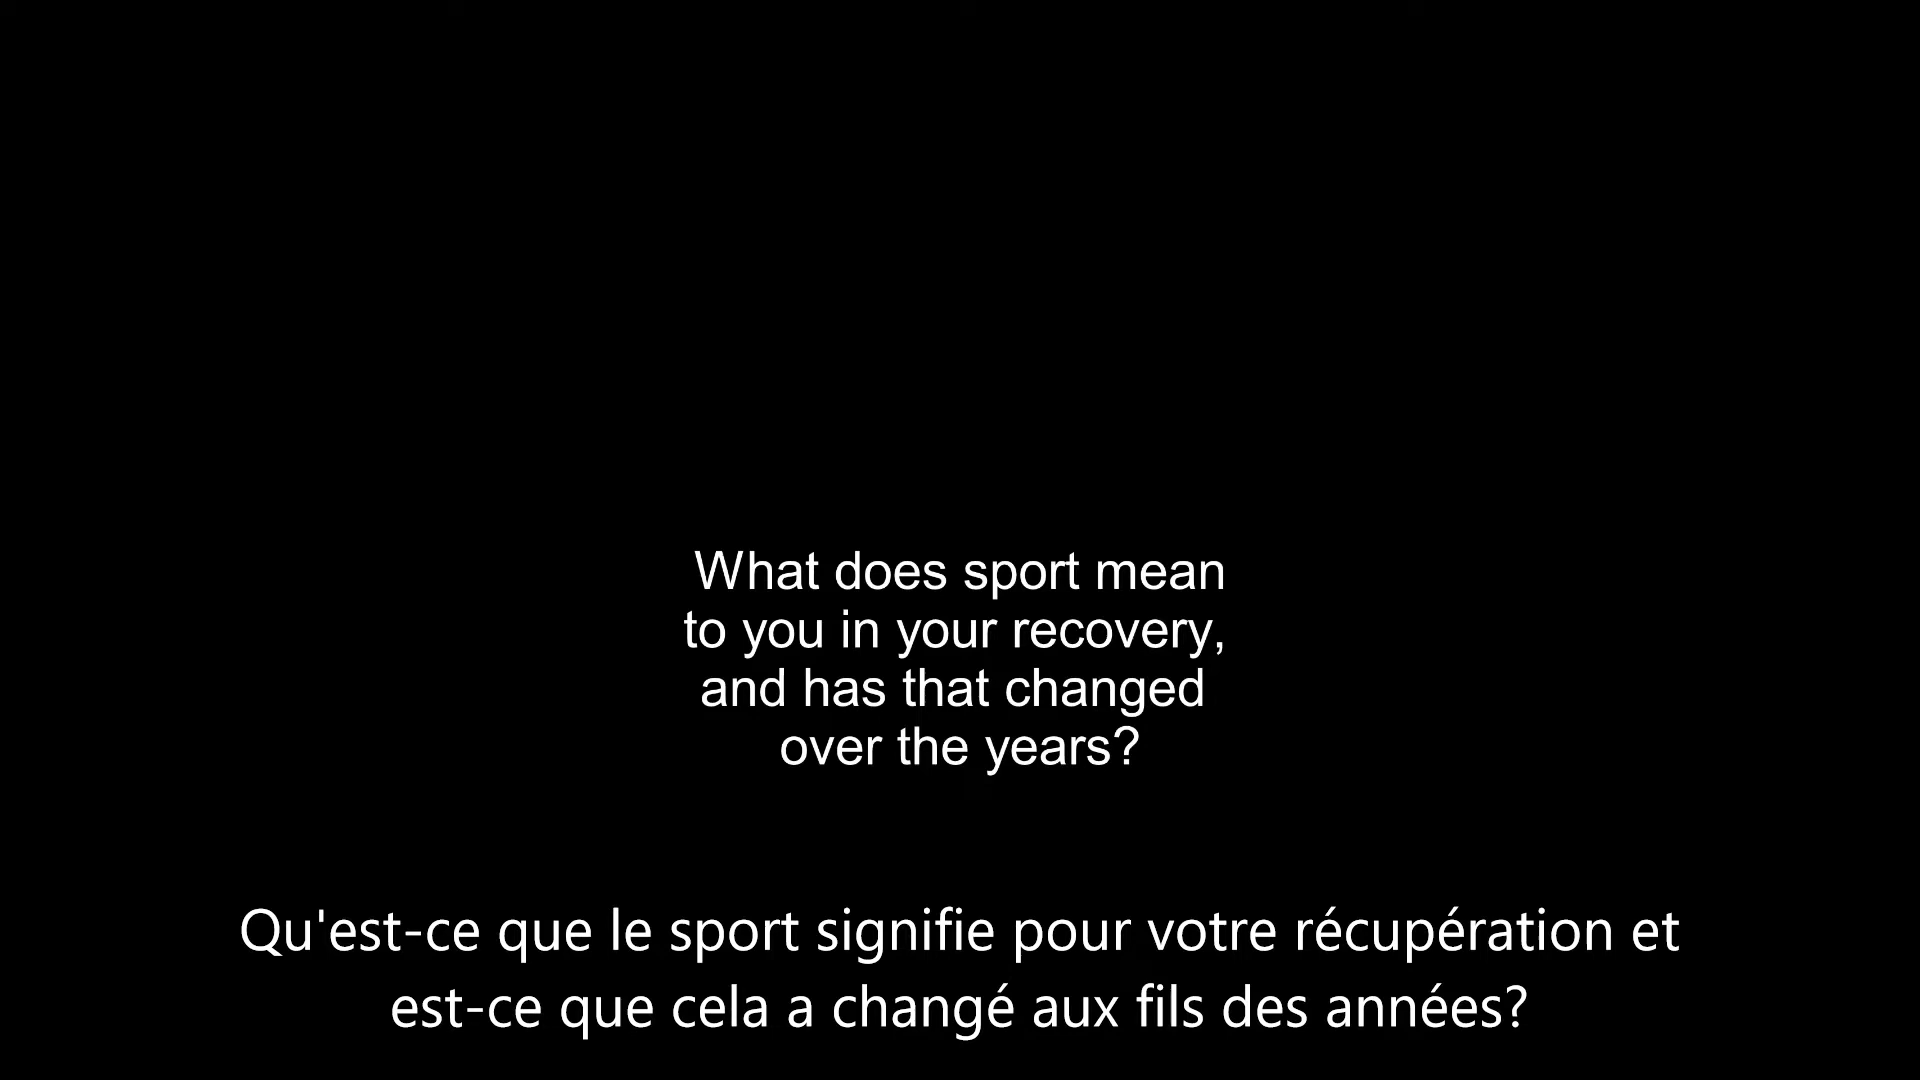 What does sport mean
to you in your recovery,
and has that changed
over the years?
Qu'est-ce que le sport signifie pour votre récupération et
est-ce que cela a changé aux fils des années?